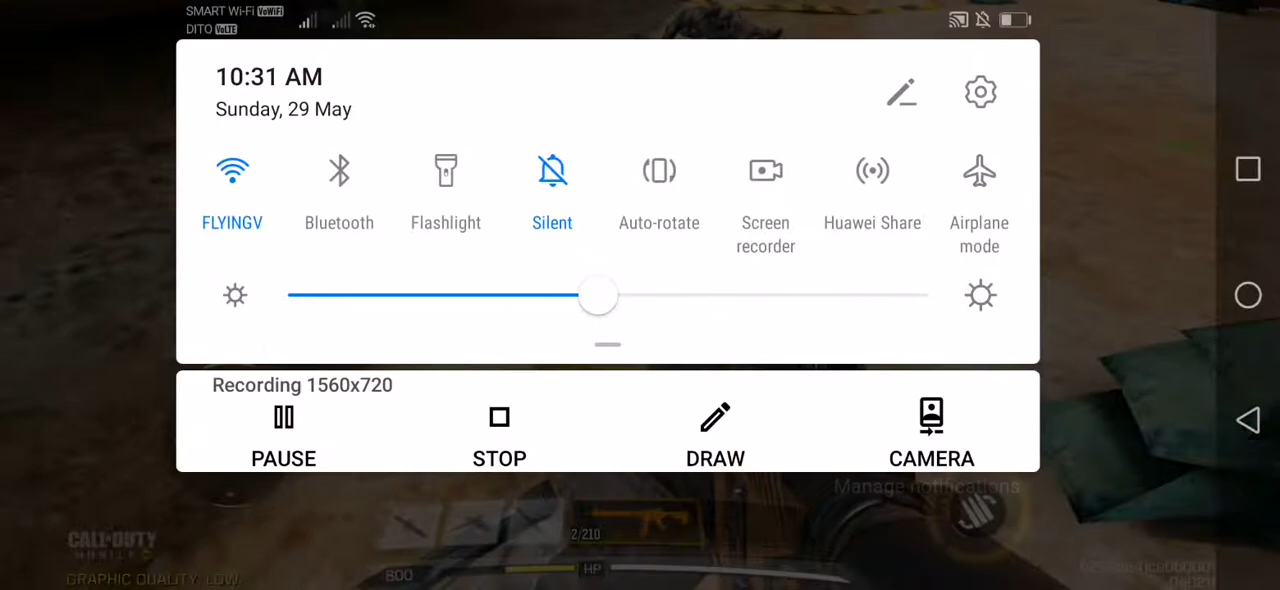 SMART Wi-Fi VoWiFi
DITO VoLTE
10:31 AM
Sunday, 29 May
FLYINGV
Bluetooth
Flashlight
Silent
Auto-rotate
Screen
recorder
Huawei Share
Airplane
mode
Recording 1560x720
PAUSE
STOP
DRAW
CAMERA
Manage notifications
CALL OF DUTY
MOBILE
2/210
GRAPHIC QUALITY: LOW
800
HP